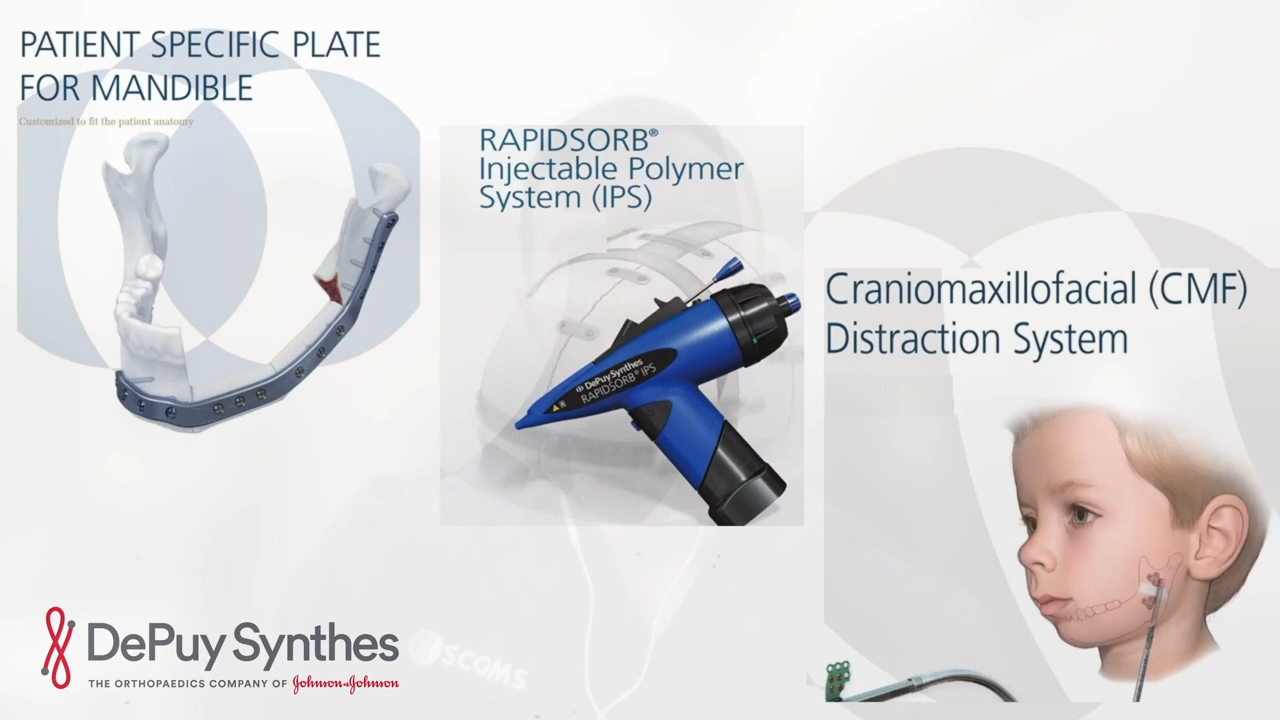 PATIENT SPECIFIC PLATE
FOR MANDIBLE
Customized to fit the patient anatomy
RAPIDSORB®
Injectable Polymer
System (IPS)
DePuy Synthes
RAPIDSORB® IPS
Craniomaxillofacial (CMF)
Distraction System
DePuy Synthes
THE ORTHOPAEDICS COMPANY OF Johnson & Johnson
SCOMS